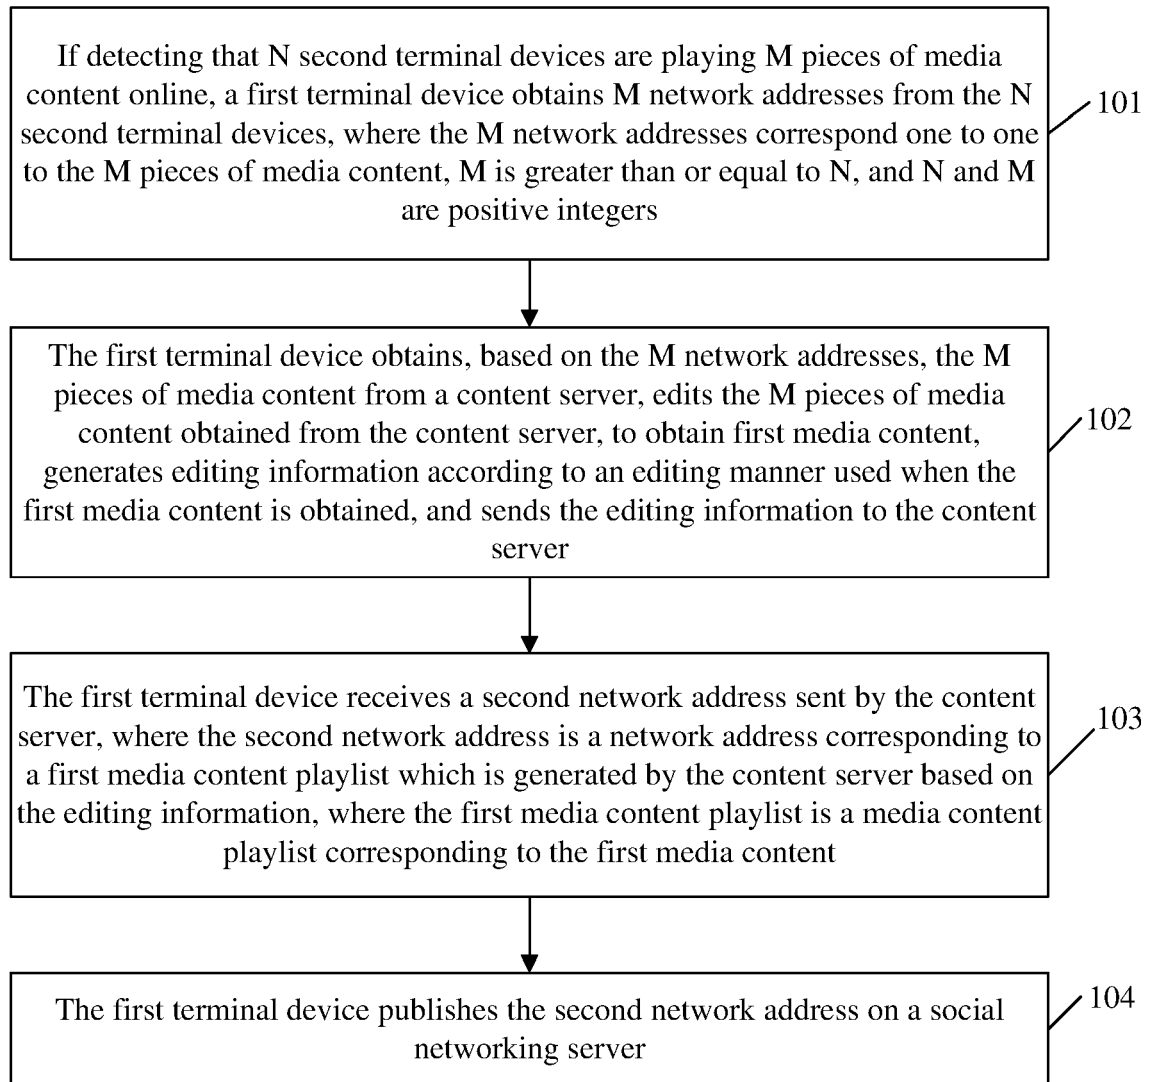 If detecting that N second terminal devices are playing M pieces of media
content online, a first terminal device obtains M network addresses from the N
second terminal devices, where the M network addresses correspond one to one
to the M pieces of media content, M is greater than or equal to N, and N and M
are positive integers
101
The first terminal device obtains, based on the M network addresses, the M
pieces of media content from a content server, edits the M pieces of media
content obtained from the content server, to obtain first media content,
generates editing information according to an editing manner used when the
first media content is obtained, and sends the editing information to the content
server
102
The first terminal device receives a second network address sent by the content
server, where the second network address is a network address corresponding to
a first media content playlist which is generated by the content server based on
the editing information, where the first media content playlist is a media content
playlist corresponding to the first media content
103
The first terminal device publishes the second network address on a social
networking server
104